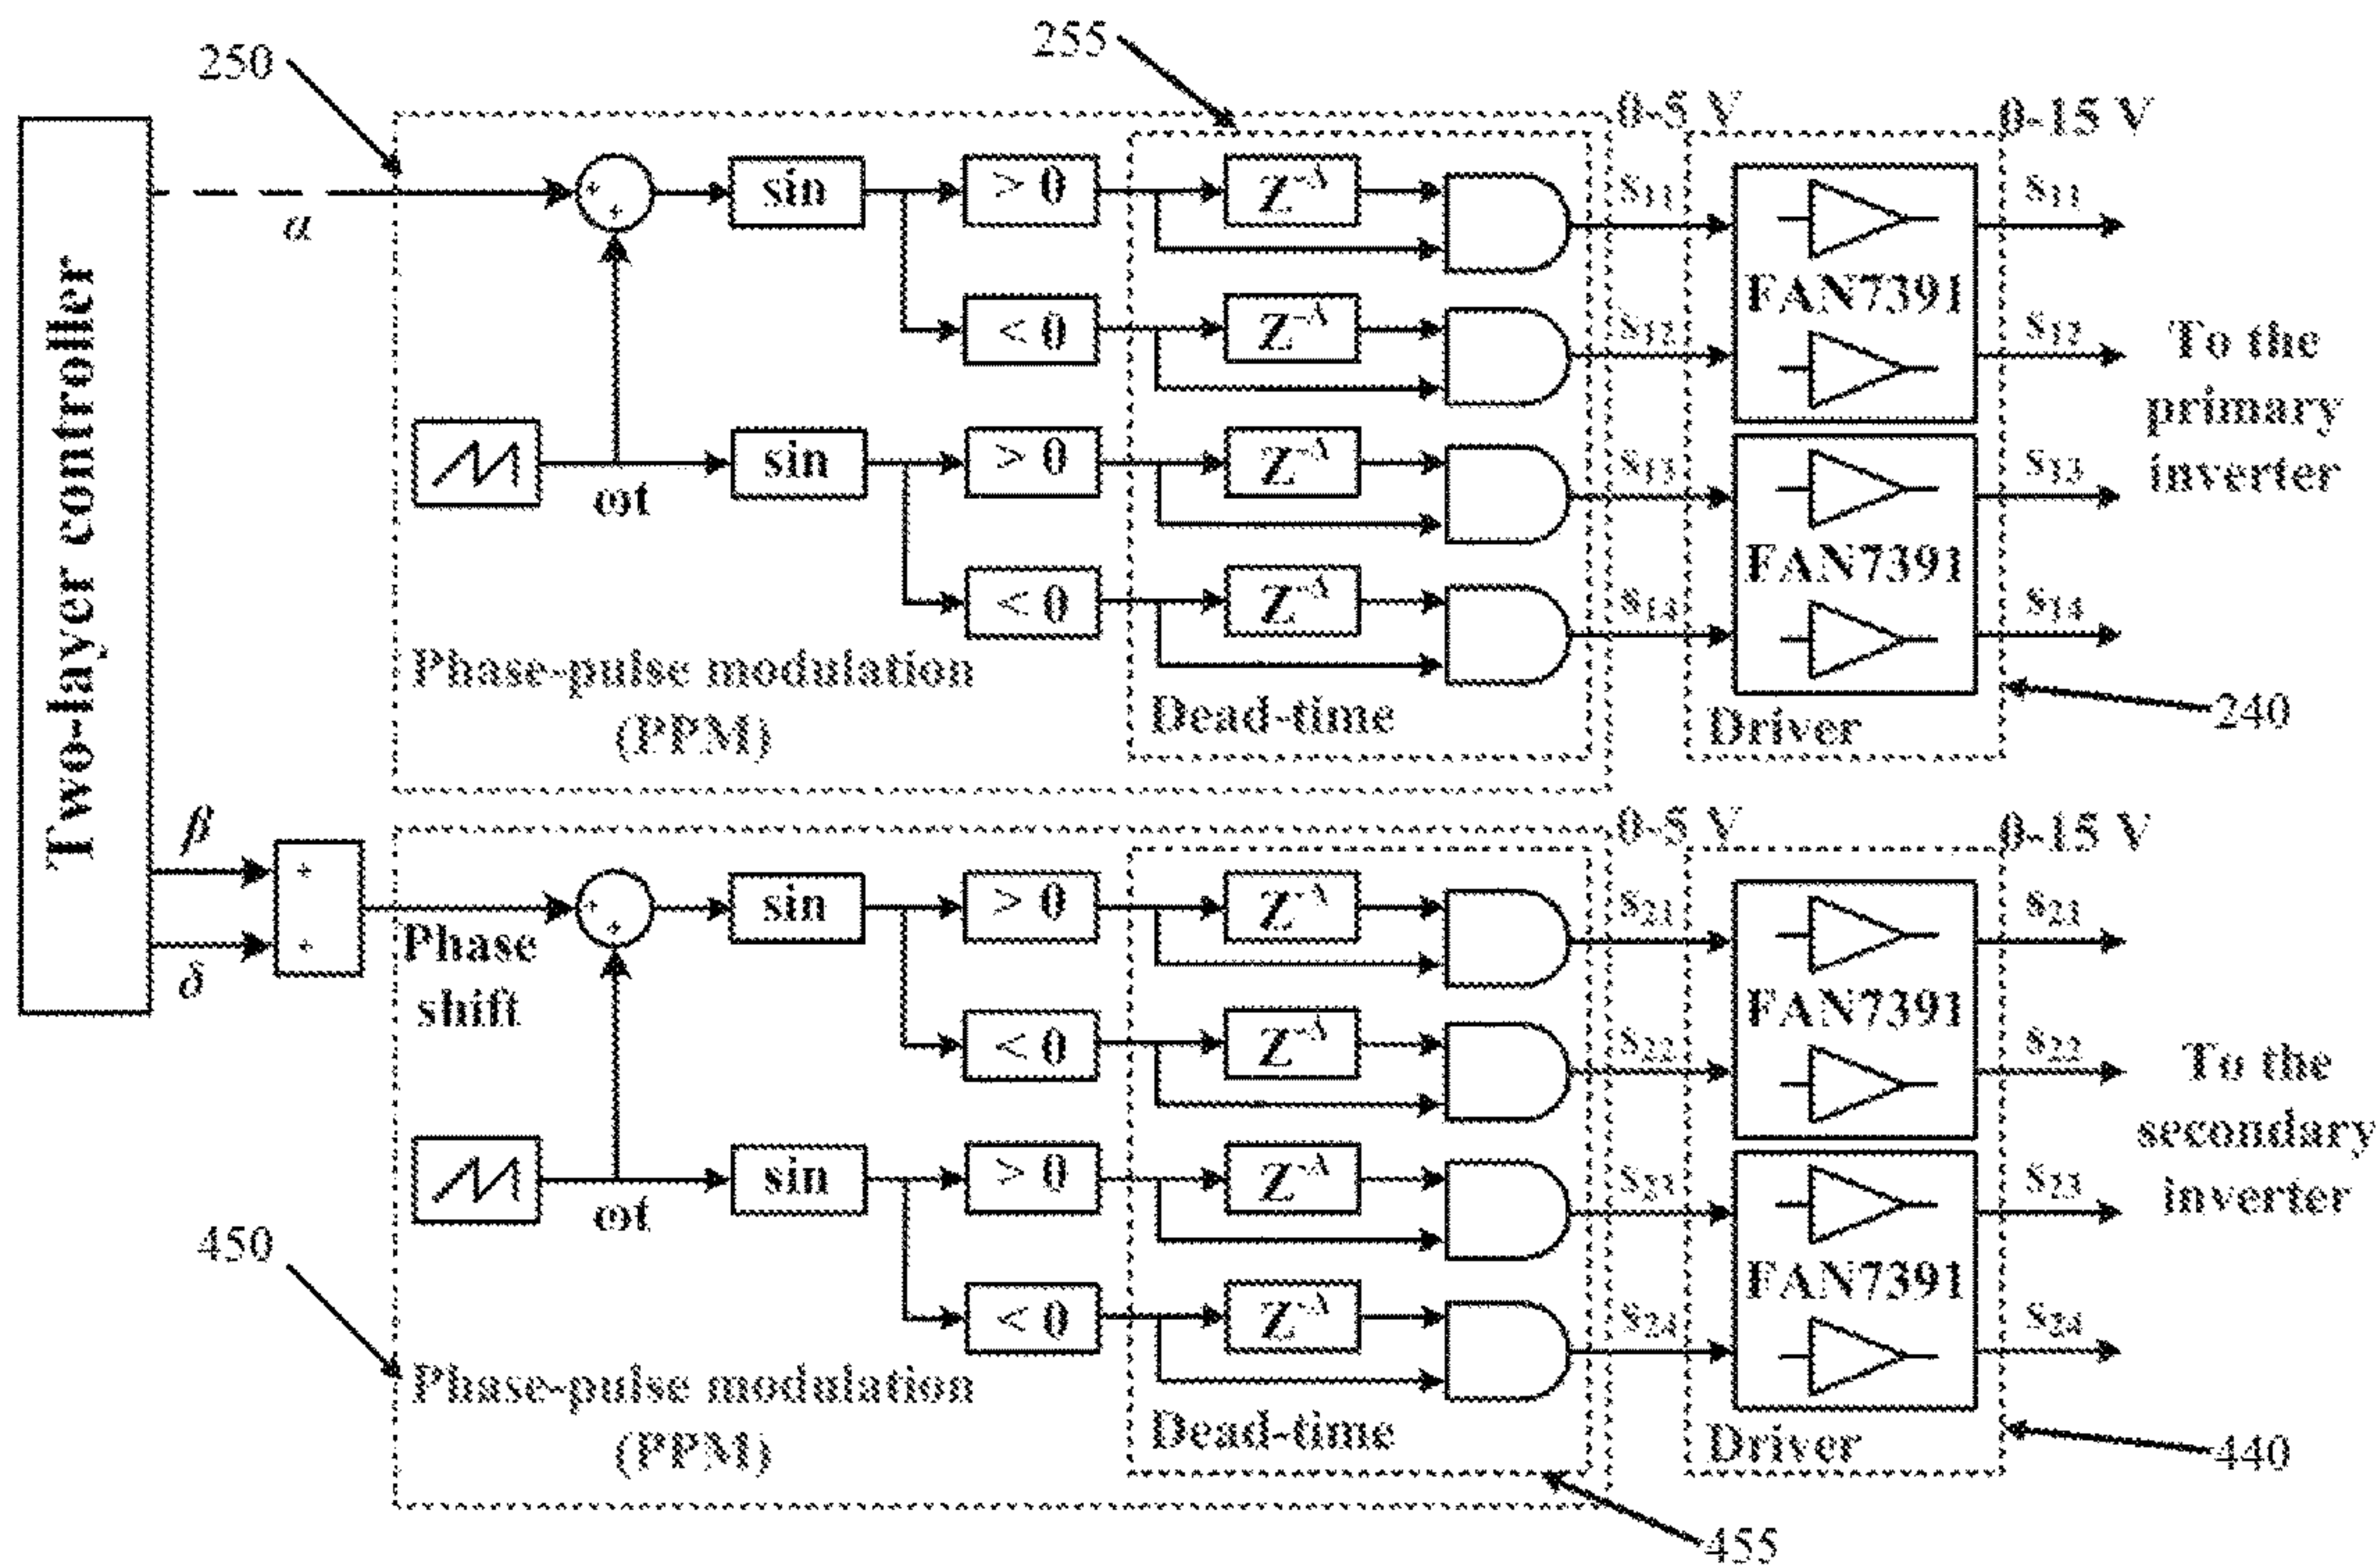 250
255
0-5 V
0-15 V
Two-layer controller
α
+
+
sin
> 0
Z⁻ᐞ
S₁₁
S₁₁
FAN7391
< 0
Z⁻ᐞ
S₁₂
S₁₂
To the
primary
inverter
ωt
sin
> 0
Z⁻ᐞ
S₁₃
S₁₃
FAN7391
< 0
Z⁻ᐞ
S₁₄
S₁₄
Phase-pulse modulation
(PPM)
Dead-time
Driver
240
β
δ
+
+
Phase
shift
0-5 V
0-15 V
+
+
sin
> 0
Z⁻ᐞ
S₂₁
S₂₁
FAN7391
< 0
Z⁻ᐞ
S₂₂
S₂₂
To the
secondary
inverter
450
ωt
sin
> 0
Z⁻ᐞ
S₂₃
S₂₃
FAN7391
< 0
Z⁻ᐞ
S₂₄
S₂₄
Phase-pulse modulation
(PPM)
Dead-time
Driver
440
455